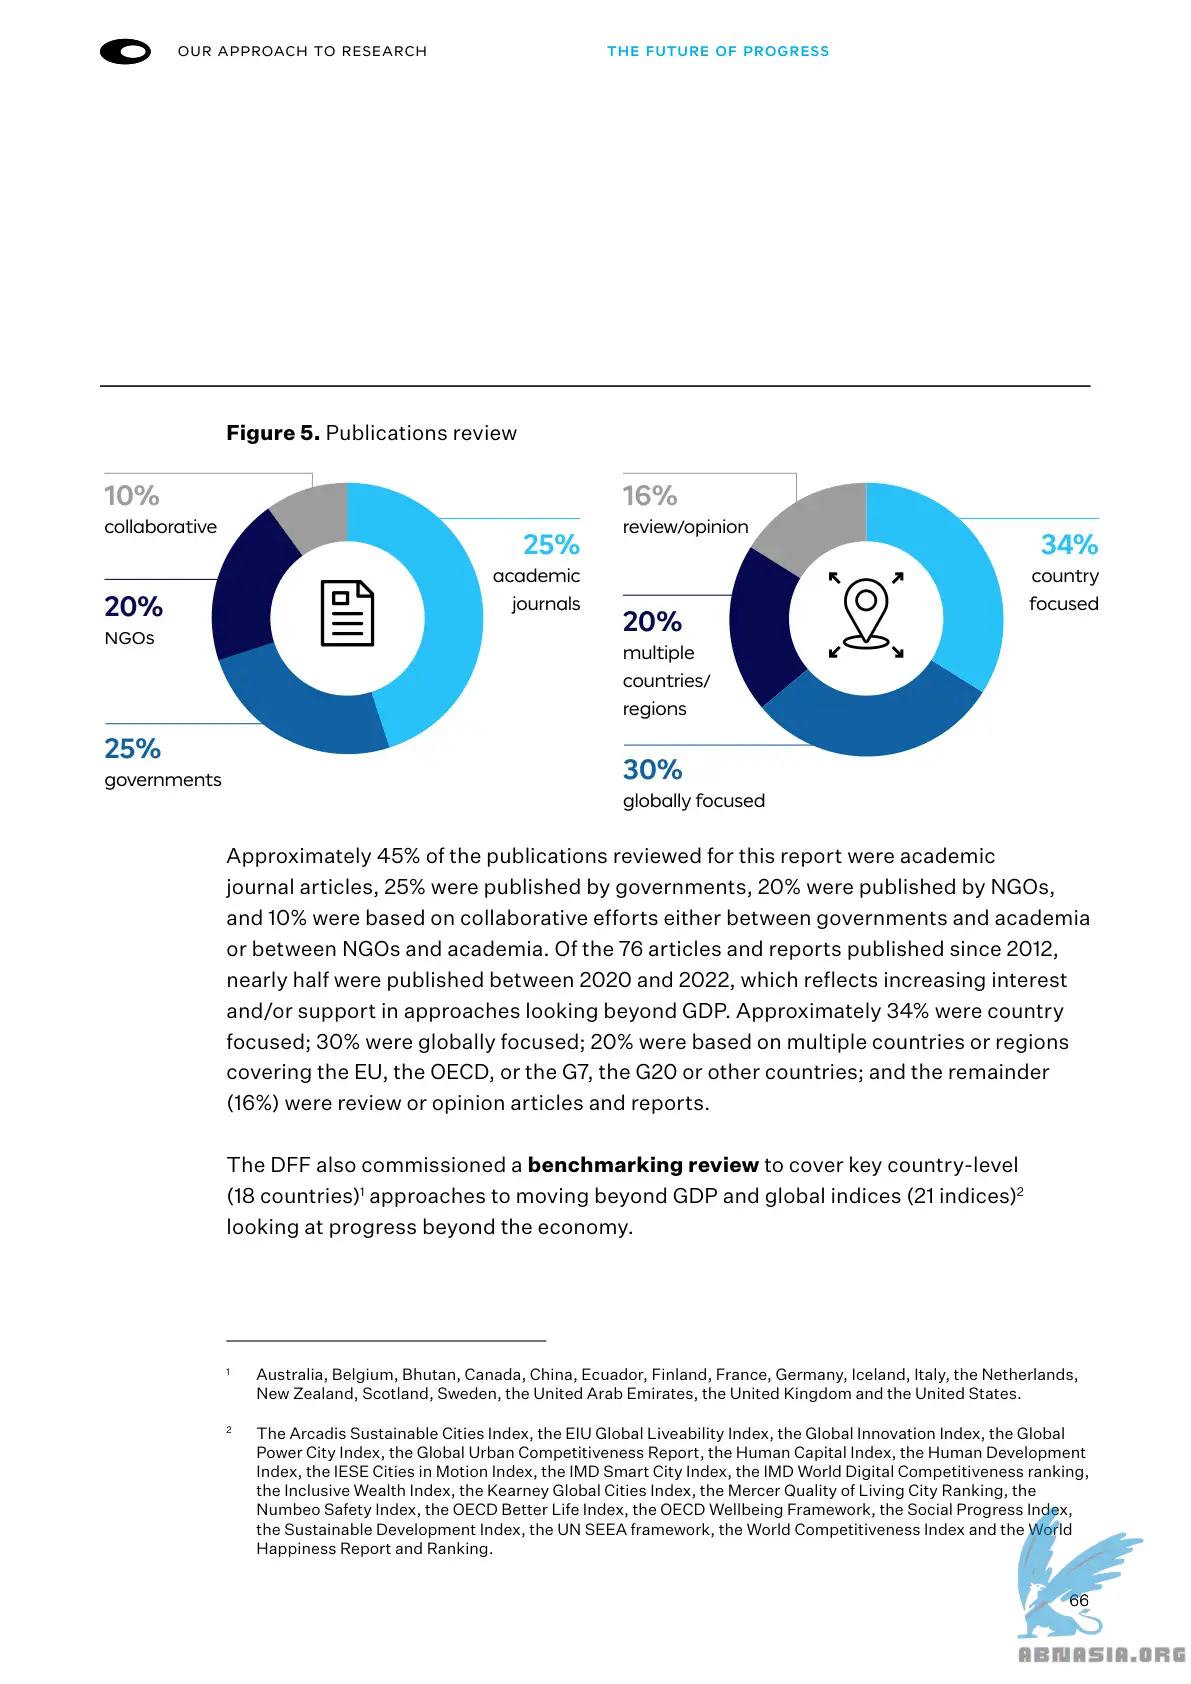 OUR APPROACH TO RESEARCH
THE FUTURE OF PROGRESS
Figure 5. Publications review
10%
collaborative
20%
NGOs
25%
governments
25%
academic
journals
16%
review/opinion
20%
multiple
countries/
regions
30%
globally focused
34%
country
focused
Approximately 45% of the publications reviewed for this report were academic
journal articles, 25% were published by governments, 20% were published by NGOs,
and 10% were based on collaborative efforts either between governments and academia
or between NGOs and academia. Of the 76 articles and reports published since 2012,
nearly half were published between 2020 and 2022, which reflects increasing interest
and/or support in approaches looking beyond GDP. Approximately 34% were country
focused; 30% were globally focused; 20% were based on multiple countries or regions
covering the EU, the OECD, or the G7, the G20 or other countries; and the remainder
(16%) were review or opinion articles and reports.
The DFF also commissioned a benchmarking review to cover key country-level
(18 countries)¹ approaches to moving beyond GDP and global indices (21 indices)²
looking at progress beyond the economy.
1 Australia, Belgium, Bhutan, Canada, China, Ecuador, Finland, France, Germany, Iceland, Italy, the Netherlands,
New Zealand, Scotland, Sweden, the United Arab Emirates, the United Kingdom and the United States.
2 The Arcadis Sustainable Cities Index, the EIU Global Liveability Index, the Global Innovation Index, the Global
Power City Index, the Global Urban Competitiveness Report, the Human Capital Index, the Human Development
Index, the IESE Cities in Motion Index, the IMD Smart City Index, the IMD World Digital Competitiveness ranking,
the Inclusive Wealth Index, the Kearney Global Cities Index, the Mercer Quality of Living City Ranking, the
Numbeo Safety Index, the OECD Better Life Index, the OECD Wellbeing Framework, the Social Progress Index,
the Sustainable Development Index, the UN SEEA framework, the World Competitiveness Index and the World
Happiness Report and Ranking.
66
ABNASIA.ORG